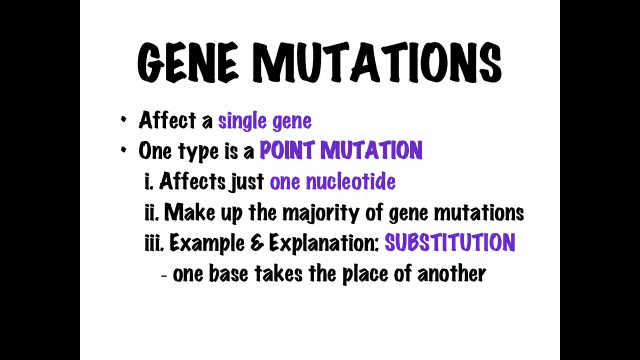 GENE MUTATIONS
• Affect a single gene
• One type is a POINT MUTATION
i. Affects just one nucleotide
ii. Make up the majority of gene mutations
iii. Example & Explanation: SUBSTITUTION
- one base takes the place of another